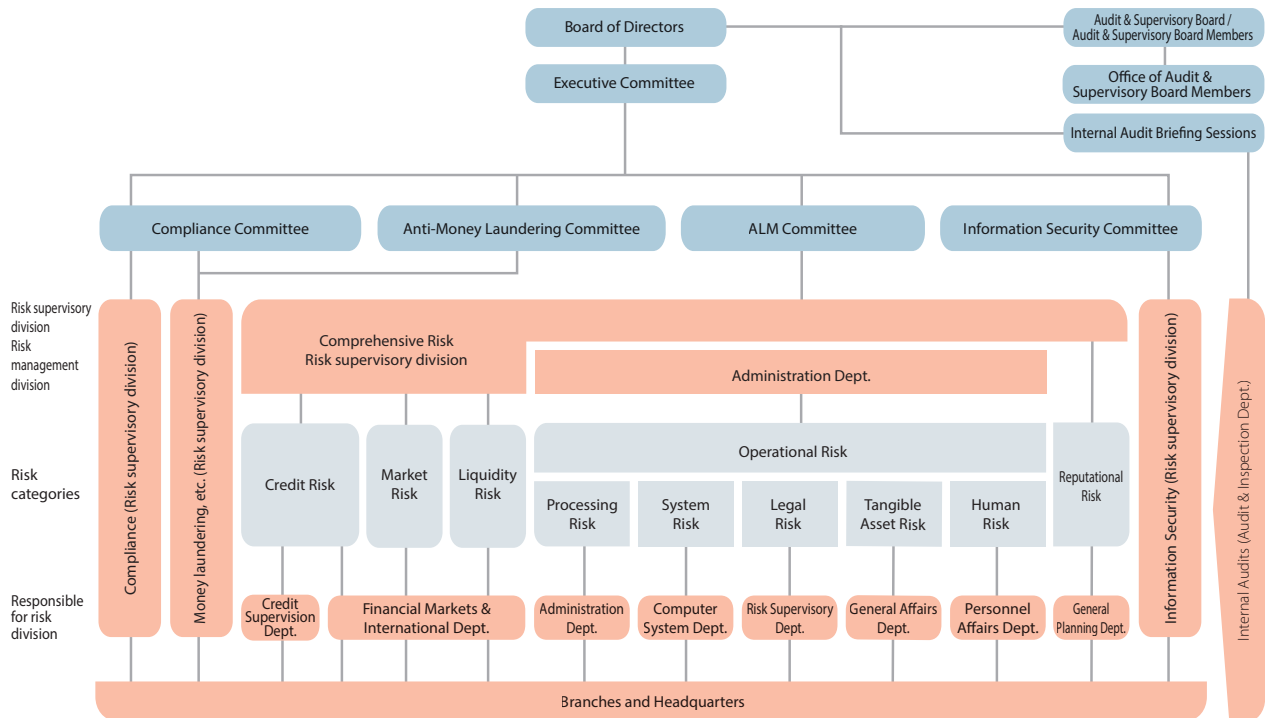 Board of Directors
Audit & Supervisory Board /
Audit & Supervisory Board Members
Executive Committee
Office of Audit &
Supervisory Board Members
Internal Audit Briefing Sessions
Compliance Committee
Anti-Money Laundering Committee
ALM Committee
Information Security Committee
Risk supervisory
division
Risk
management
division
Compliance (Risk supervisory division)
Money laundering, etc. (Risk supervisory division)
Comprehensive Risk
Risk supervisory division
Administration Dept.
Information Security (Risk supervisory division)
Internal Audits (Audit & Inspection Dept.)
Risk
categories
Credit Risk
Market
Risk
Liquidity
Risk
Operational Risk
Processing
Risk
System
Risk
Legal
Risk
Tangible
Asset Risk
Human
Risk
Reputational
Risk
Responsible
for risk
division
Credit
Supervision
Dept.
Financial Markets &
International Dept.
Administration
Dept.
Computer
System Dept.
Risk Supervisory
Dept.
General Affairs
Dept.
Personnel
Affairs Dept.
General
Planning Dept.
Branches and Headquarters